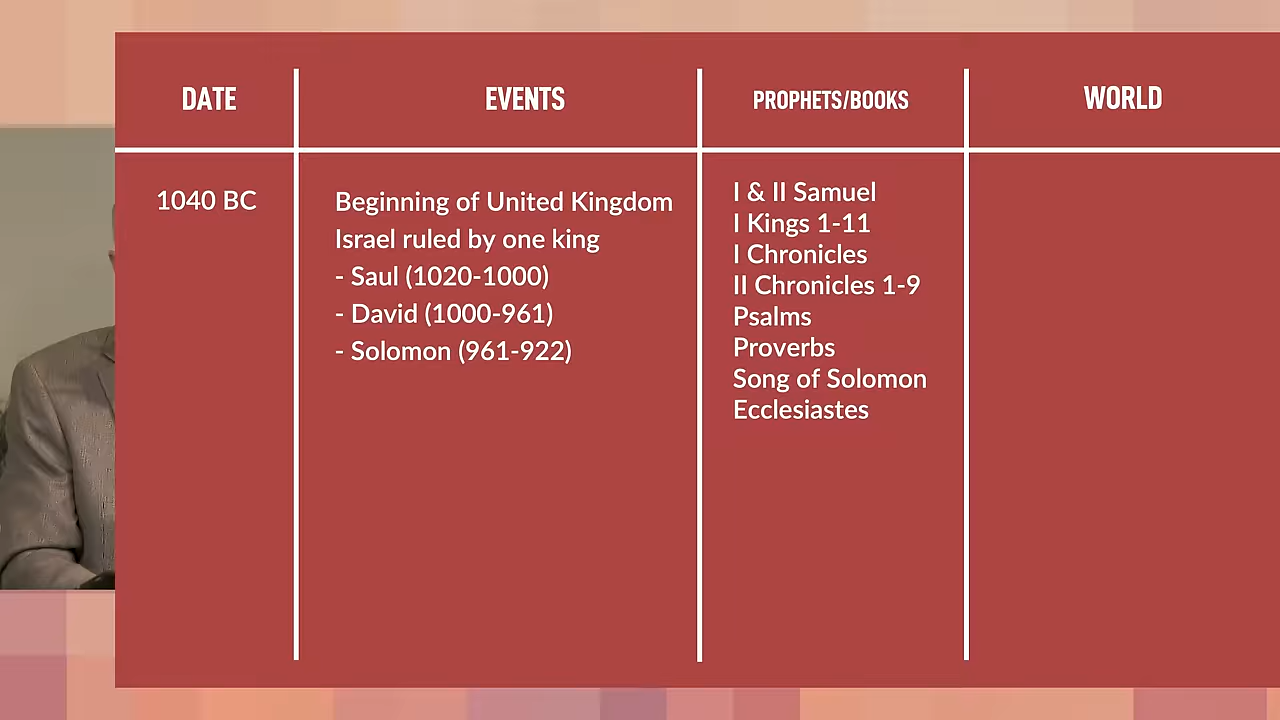 DATE
EVENTS
PROPHETS/BOOKS
WORLD
1040 BC
Beginning of United Kingdom
Israel ruled by one king
- Saul (1020-1000)
- David (1000-961)
- Solomon (961-922)
I & II Samuel
I Kings 1-11
I Chronicles
II Chronicles 1-9
Psalms
Proverbs
Song of Solomon
Ecclesiastes